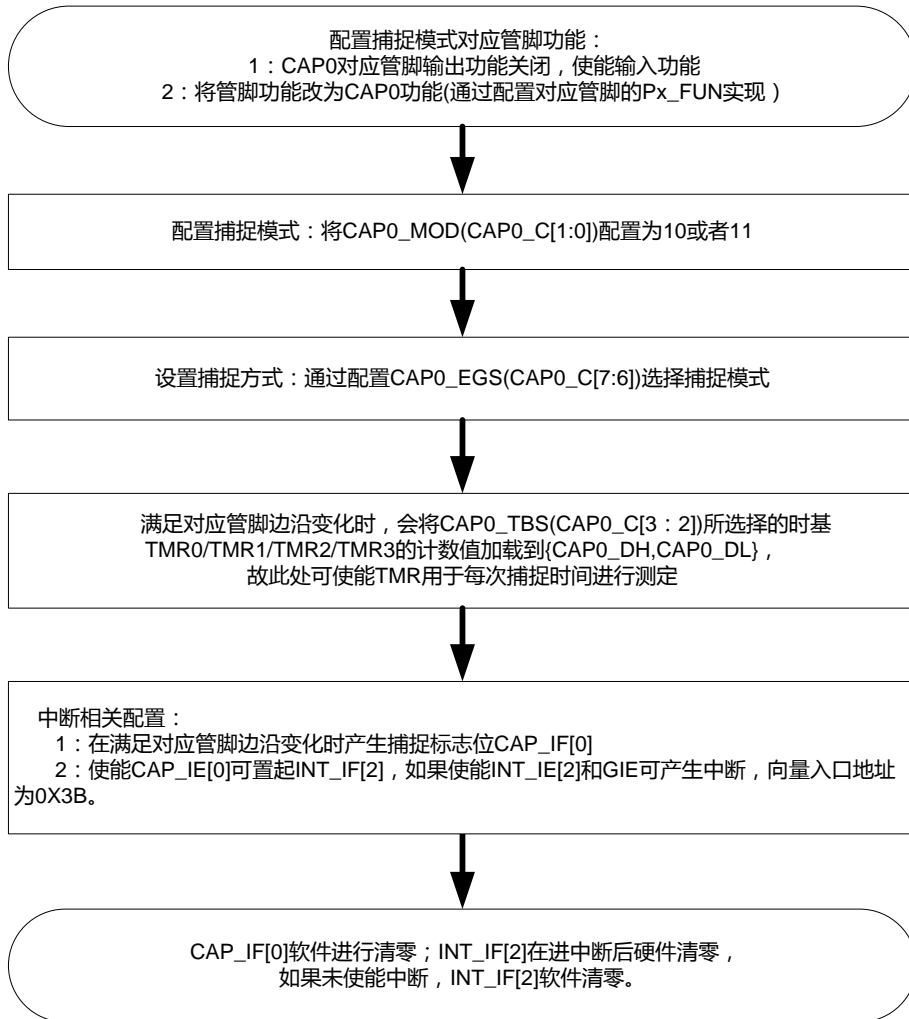 配置捕捉模式对应管脚功能：
1：CAP0对应管脚输出功能关闭，使能输入功能
2：将管脚功能改为CAP0功能(通过配置对应管脚的Px_FUN实现）
配置捕捉模式：将CAP0_MOD(CAP0_C[1:0])配置为10或者11
设置捕捉方式：通过配置CAP0_EGS(CAP0_C[7:6])选择捕捉模式
满足对应管脚边沿变化时，会将CAP0_TBS(CAP0_C[3：2])所选择的时基
TMR0/TMR1/TMR2/TMR3的计数值加载到{CAP0_DH,CAP0_DL}，
故此处可使能TMR用于每次捕捉时间进行测定
中断相关配置：
1：在满足对应管脚边沿变化时产生捕捉标志位CAP_IF[0]
2：使能CAP_IE[0]可置起INT_IF[2]，如果使能INT_IE[2]和GIE可产生中断，向量入口地址
为0X3B。
CAP_IF[0]软件进行清零；INT_IF[2]在进中断后硬件清零，
如果未使能中断，INT_IF[2]软件清零。